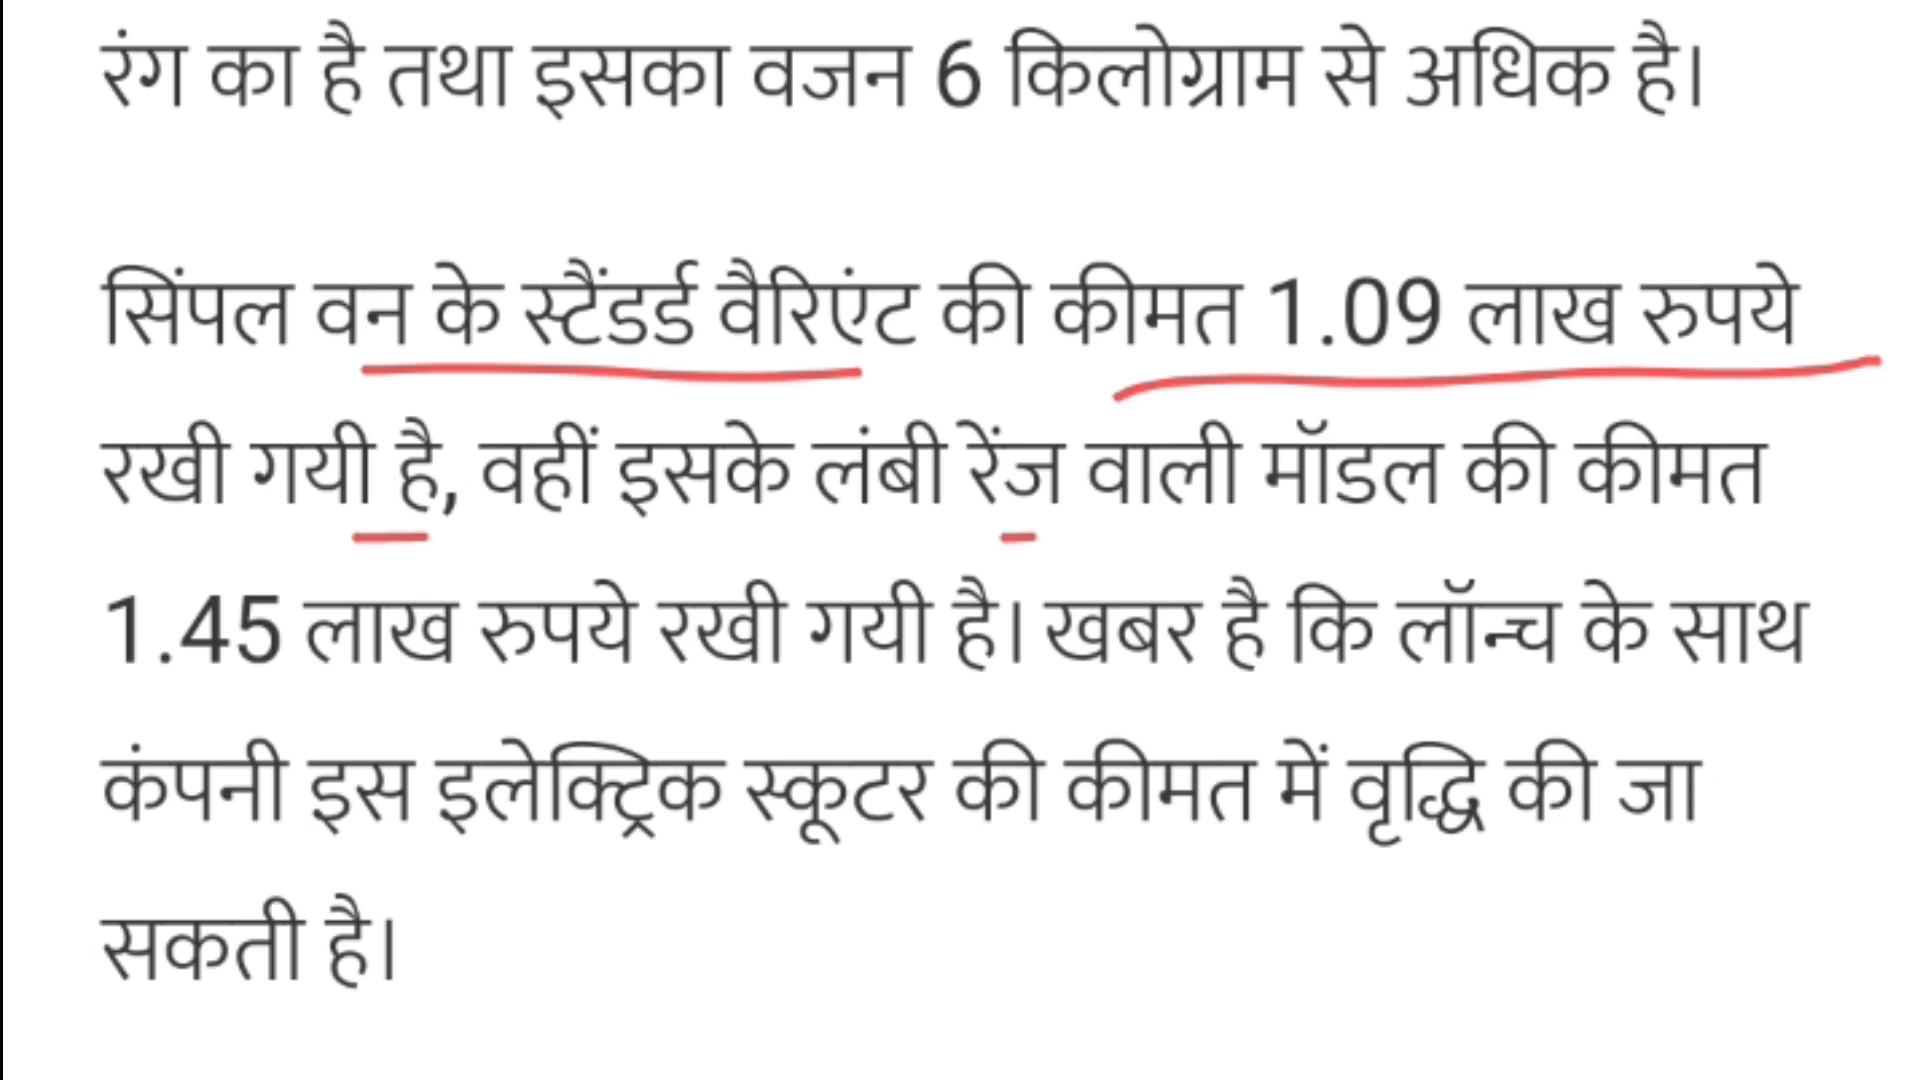 रंग का है तथा इसका वजन 6 किलोग्राम से अधिक है।
सिंपल वन के स्टैंडर्ड वैरिएंट की कीमत 1.09 लाख रुपये
रखी गयी है, वहीं इसके लंबी रेंज वाली मॉडल की कीमत
1.45 लाख रुपये रखी गयी है। खबर है कि लॉन्च के साथ
कंपनी इस इलेक्ट्रिक स्कूटर की कीमत में वृद्धि की जा
सकती है।